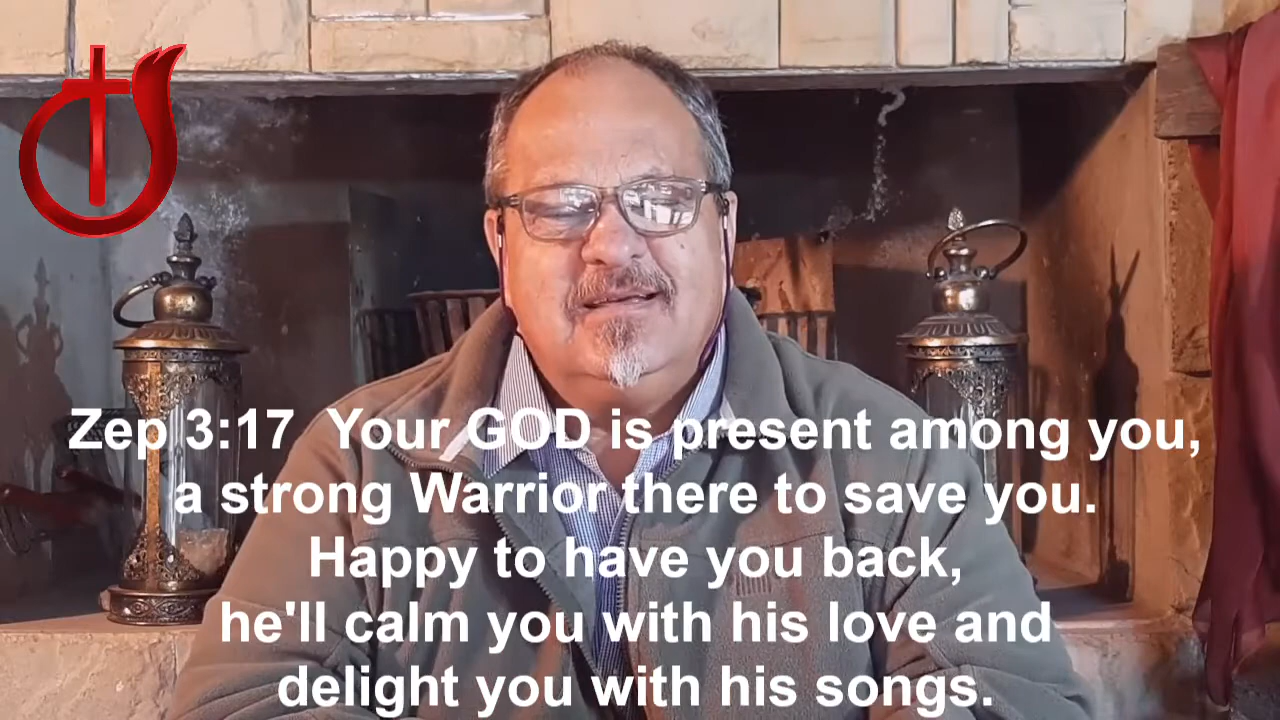 Zep 3:17 Your GOD is present among you,
a strong Warrior there to save you.
Happy to have you back,
he'll calm you with his love and
delight you with his songs.